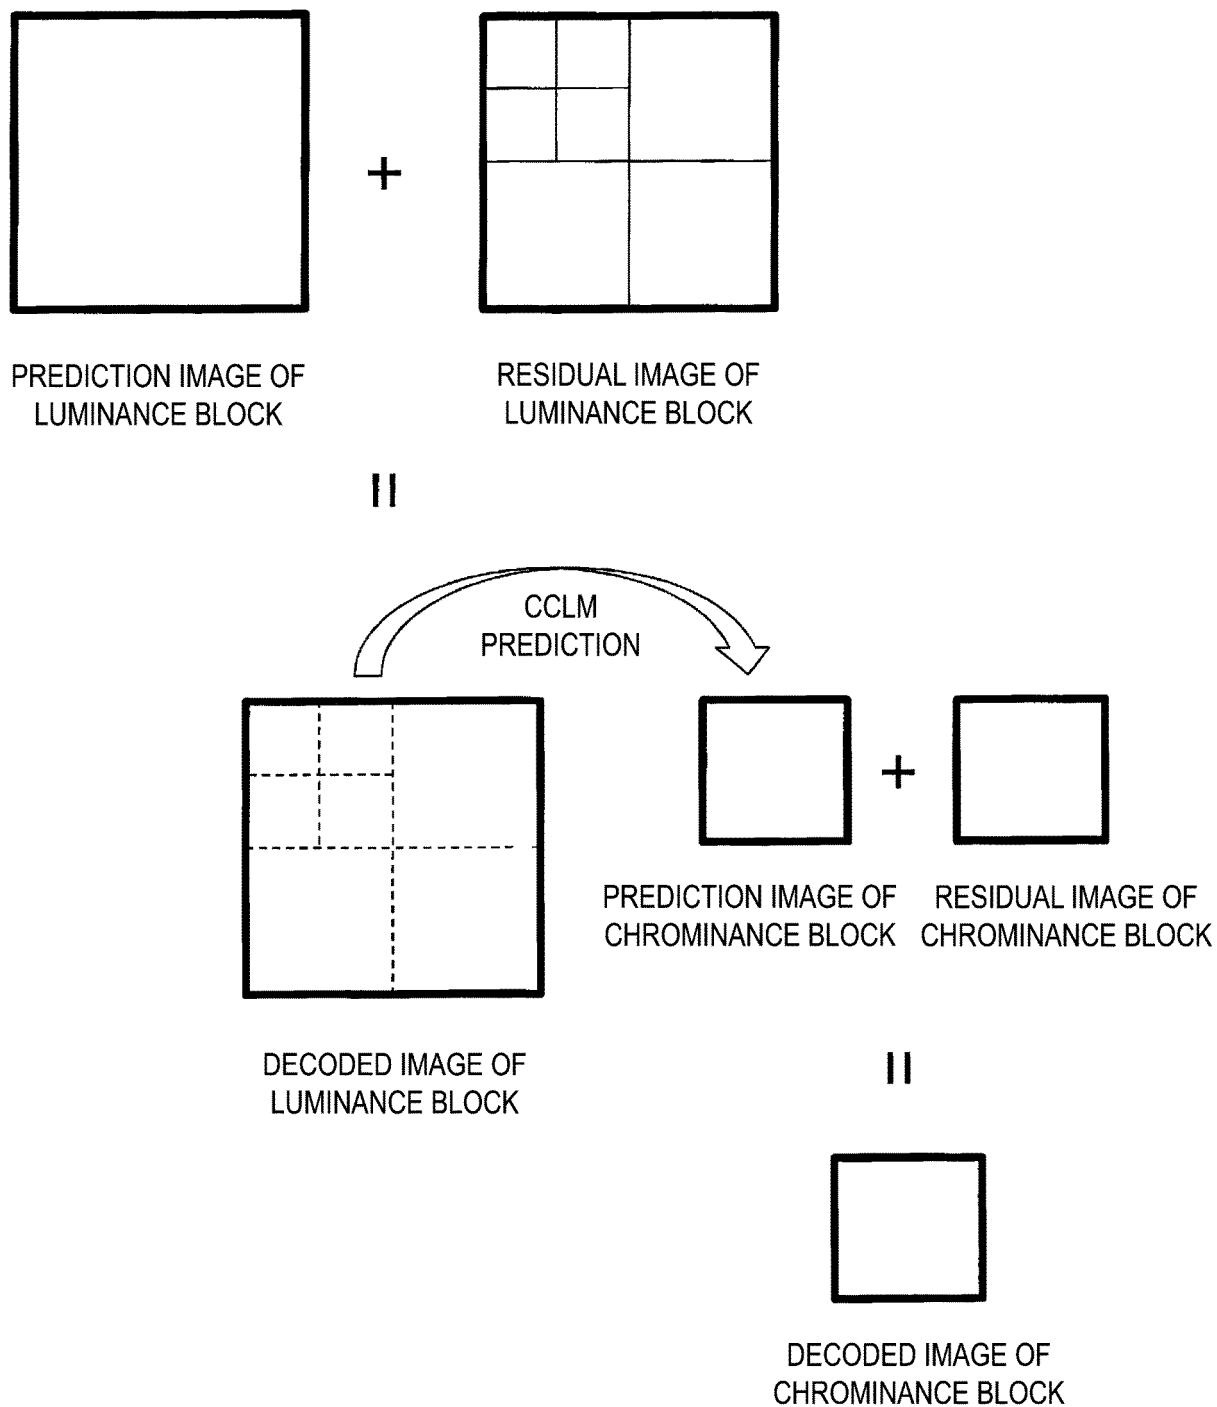 +
PREDICTION IMAGE OF
LUMINANCE BLOCK
RESIDUAL IMAGE OF
LUMINANCE BLOCK
=
CCLM
PREDICTION
+
PREDICTION IMAGE OF
CHROMINANCE BLOCK
RESIDUAL IMAGE OF
CHROMINANCE BLOCK
DECODED IMAGE OF
LUMINANCE BLOCK
=
DECODED IMAGE OF
CHROMINANCE BLOCK